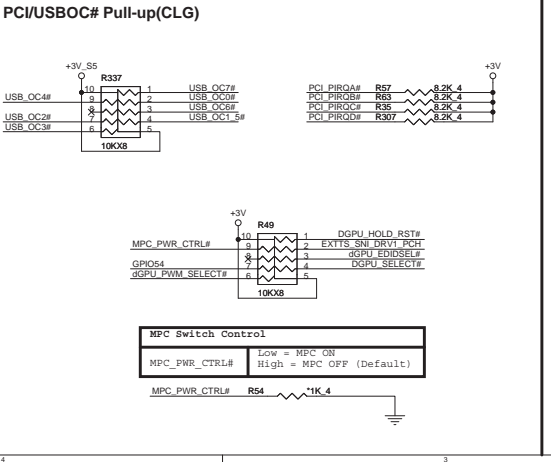 PCI/USBOC# Pull-up(CLG)
+3V_S5
R337
10 1 USB_OC7#
USB_OC4# 9 2 USB_OC0#
8 3 USB_OC6#
USB_OC2# 7 4 USB_OC1_5#
USB_OC3# 6 5
10KX8
+3V
PCI_PIRQA# R57 8.2K_4
PCI_PIRQB# R63 8.2K_4
PCI_PIRQC# R35 8.2K_4
PCI_PIRQD# R307 8.2K_4
+3V
R49
10 1 DGPU_HOLD_RST#
MPC_PWR_CTRL# 9 2 EXTTS_SNI_DRV1_PCH
8 3 dGPU_EDIDSEL#
GPIO54 7 4 DGPU_SELECT#
dGPU_PWM_SELECT# 6 5
10KX8
MPC Switch Control
MPC_PWR_CTRL#
Low = MPC ON
High = MPC OFF (Default)
MPC_PWR_CTRL# R54 *1K_4
4 3